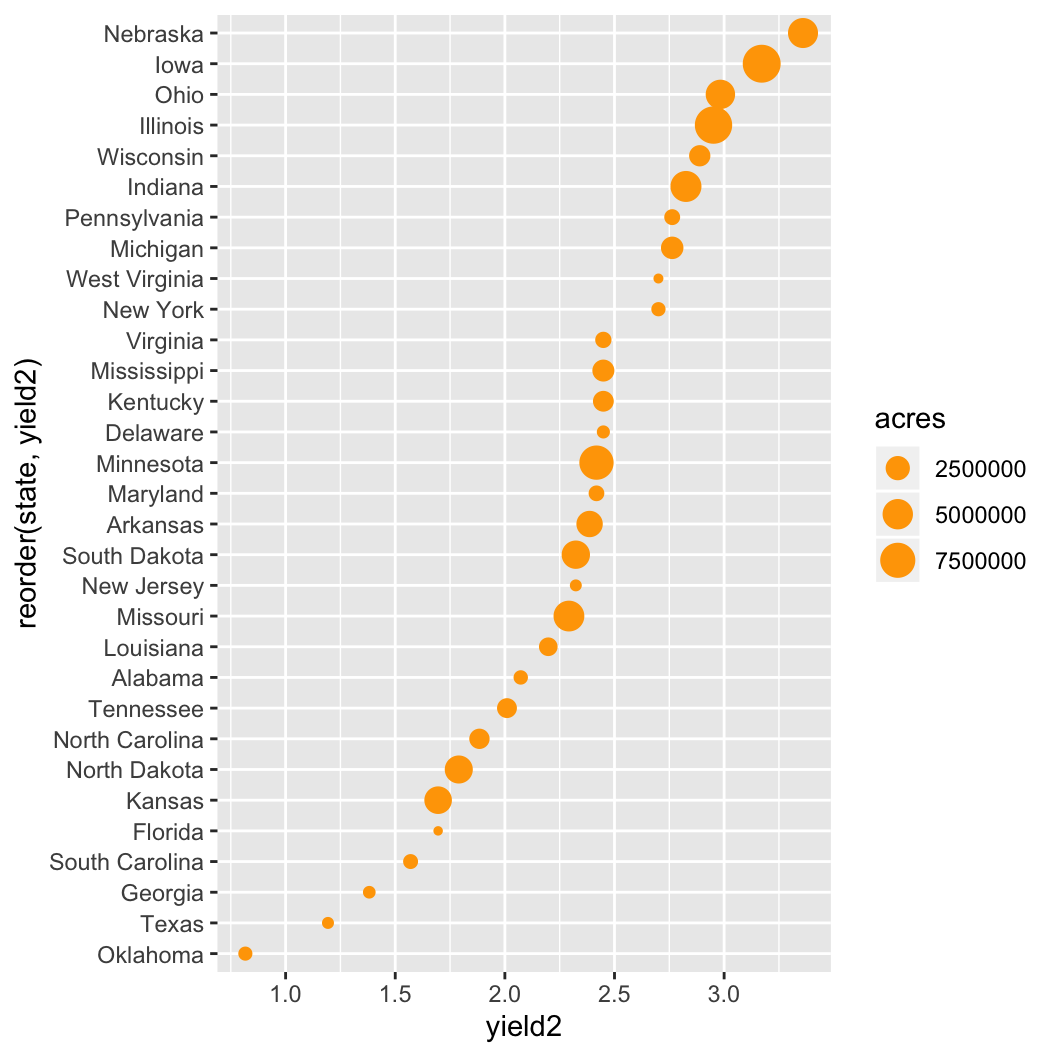 Nebraska
Iowa
Ohio
Illinois
Wisconsin
Indiana
Pennsylvania
Michigan
West Virginia
New York
Virginia
Mississippi
Kentucky
Delaware
Minnesota
Maryland
Arkansas
South Dakota
New Jersey
Missouri
Louisiana
Alabama
Tennessee
North Carolina
North Dakota
Kansas
Florida
South Carolina
Georgia
Texas
Oklahoma
reorder(state, yield2)
1.0 1.5 2.0 2.5 3.0
yield2
acres
2500000
5000000
7500000